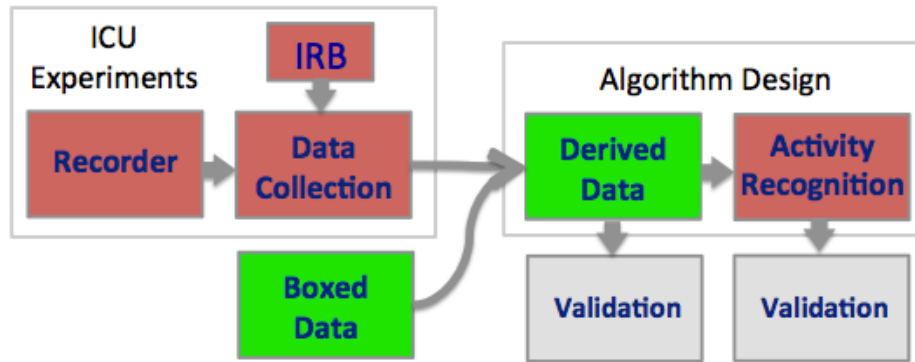 ICU
Experiments
IRB
Recorder
Data
Collection
Boxed
Data
Algorithm Design
Derived
Data
Activity
Recognition
Validation
Validation